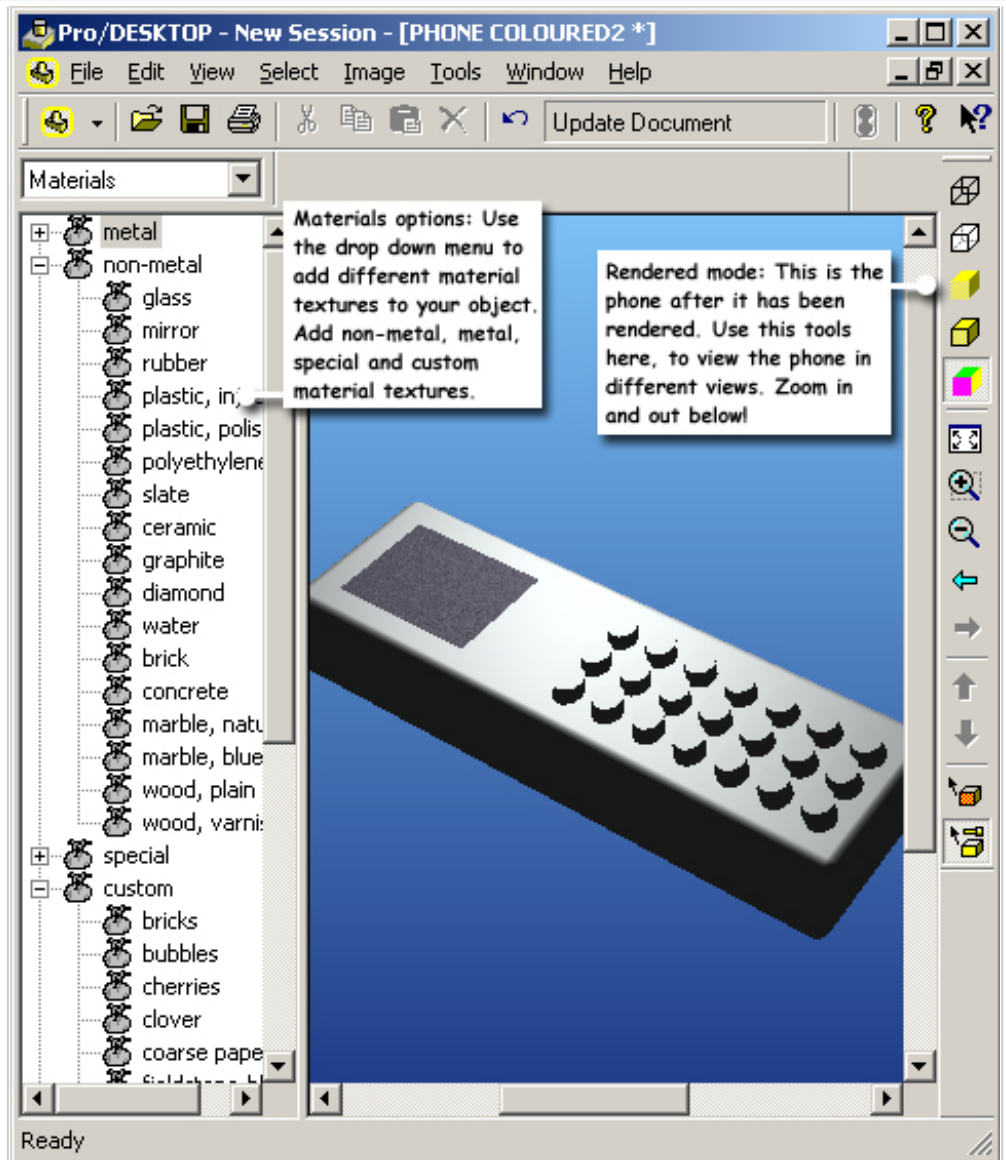 Pro/DESKTOP - New Session - [PHONE COLOURED2 *]
File Edit View Select Image Tools Window Help
Update Document
Materials
metal
non-metal
glass
mirror
rubber
plastic,
plastic, polis
polyethylene
slate
ceramic
graphite
diamond
water
brick
concrete
marble, natu
marble, blue
wood, plain
wood, varni
special
custom
bricks
bubbles
cherries
clover
coarse pape
Materials options: Use
the drop down menu to
add different material
textures to your object.
Add non-metal, metal,
special and custom
material textures.
Rendered mode: This is the
phone after it has been
rendered. Use this tools
here, to view the phone in
different views. Zoom in
and out below!
Ready